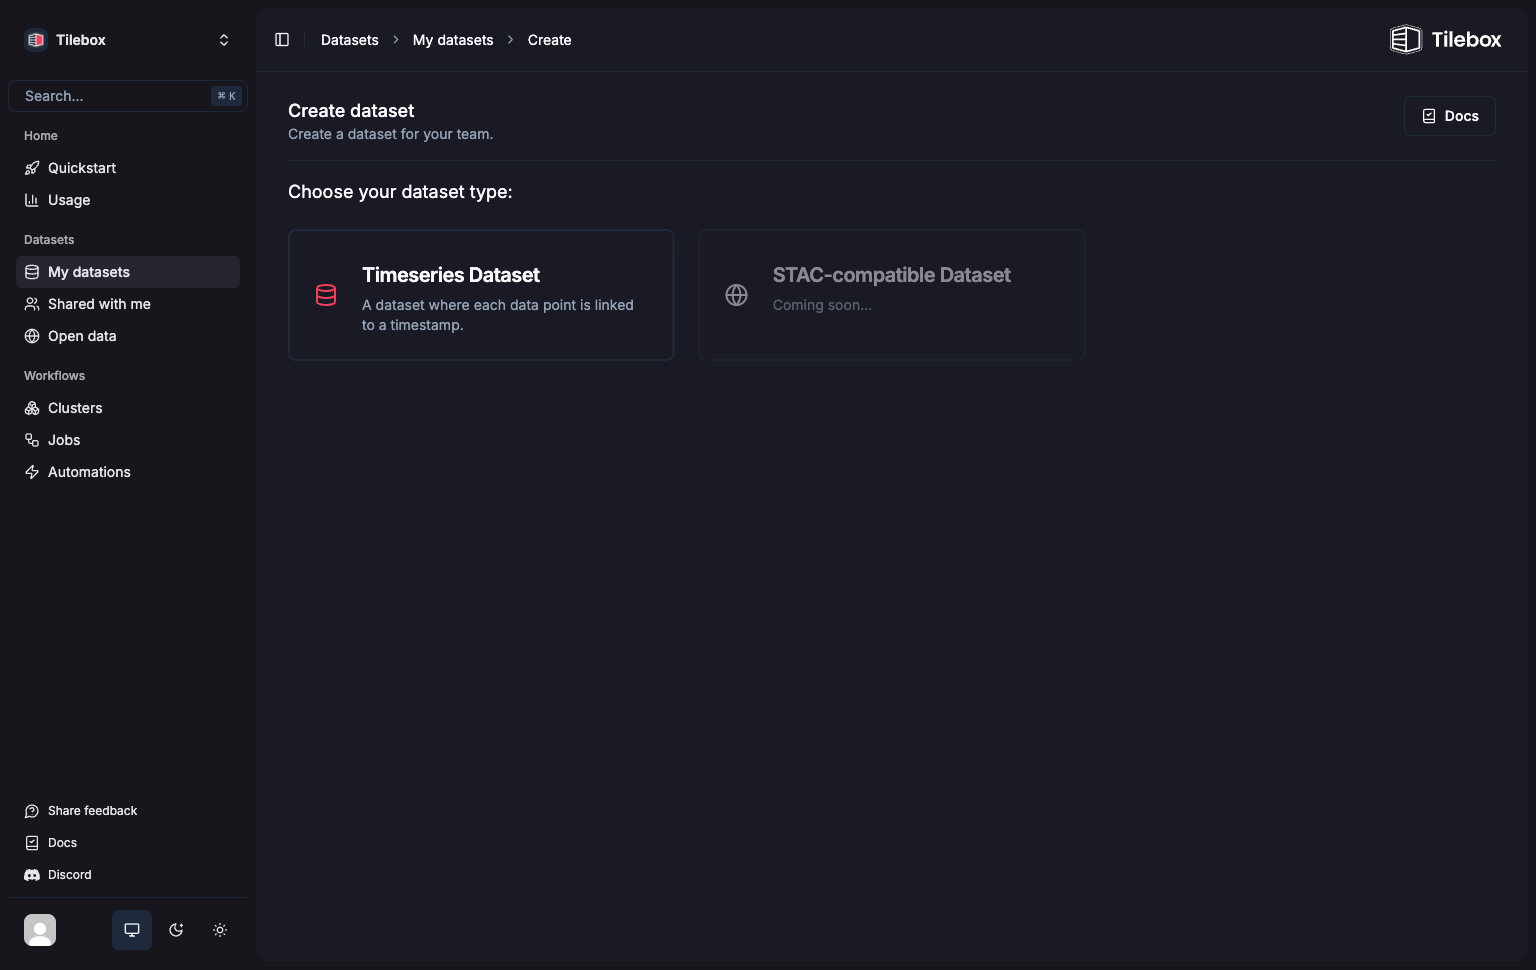 Tilebox
Search...
⌘ K
Home
Quickstart
Usage
Datasets
My datasets
Shared with me
Open data
Workflows
Clusters
Jobs
Automations
Share feedback
Docs
Discord
Datasets > My datasets > Create
Tilebox
Create dataset
Create a dataset for your team.
Docs
Choose your dataset type:
Timeseries Dataset
A dataset where each data point is linked
to a timestamp.
STAC-compatible Dataset
Coming soon...